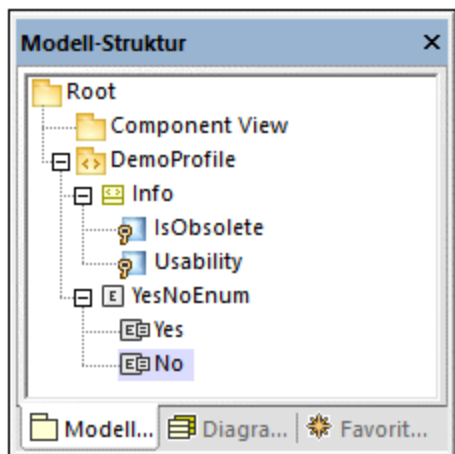 Modell-Struktur
Root
Component View
DemoProfile
Info
IsObsolete
Usability
E YesNoEnum
E Yes
E No
Modell... Diagra... Favorit...